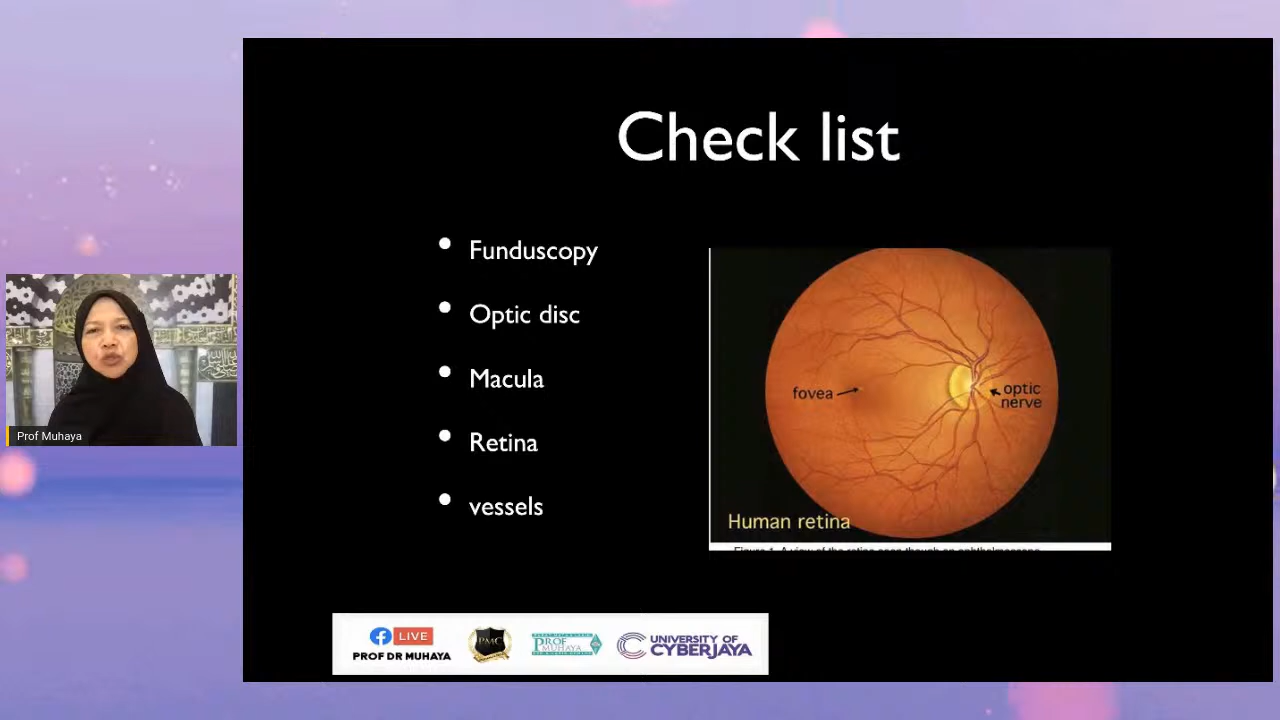 Check list
Funduscopy
Optic disc
Macula
Retina
vessels
fovea
optic
nerve
Human retina
Prof Muhaya
LIVE
PROF DR MUHAYA
PMC
PROF
MUHAYA
UNIVERSITY OF
CYBERJAYA